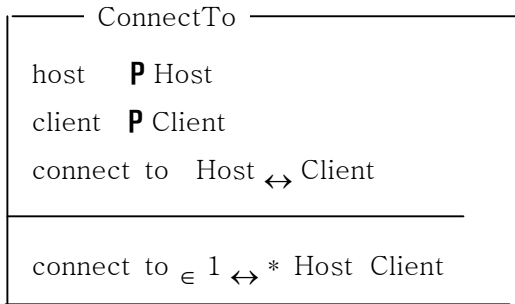 ConnectTo
host P Host
client P Client
connect to Host ↔ Client
connect to ∈ 1 ↔ * Host Client